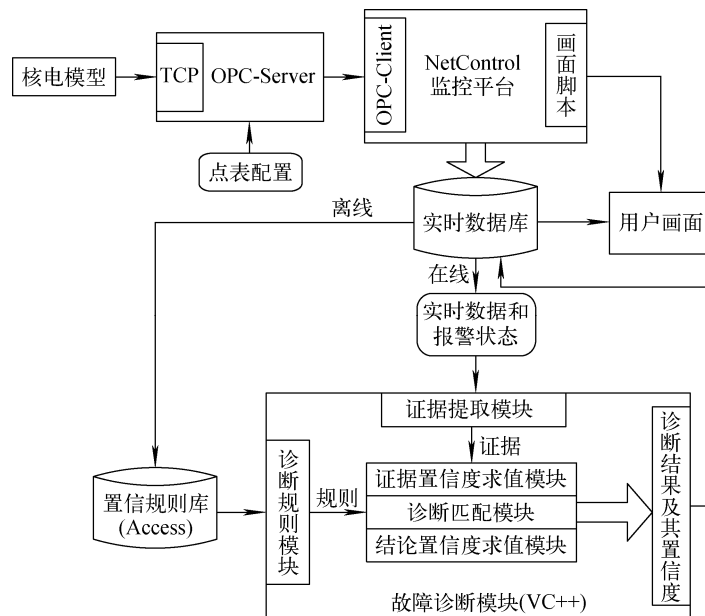 核电模型
TCP
OPC-Server
OPC-Client
NetControl
监控平台
画面脚本
点表配置
离线
实时数据库
用户画面
在线
实时数据和
报警状态
证据提取模块
证据
置信规则库
(Access)
诊断规则模块
规则
证据置信度求值模块
诊断匹配模块
结论置信度求值模块
诊断结果及其置信度
故障诊断模块(VC++)